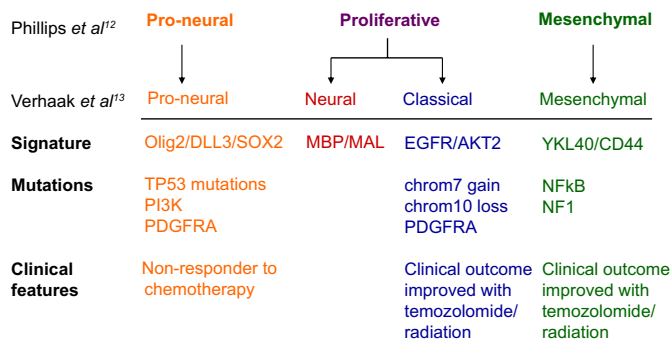 Phillips et al12 Pro-neural Proliferative Mesenchymal
Verhaak et al13 Pro-neural Neural Classical Mesenchymal
Signature Olig2/DLL3/SOX2 MBP/MAL EGFR/AKT2 YKL40/CD44
Mutations TP53 mutations chrom7 gain NFkB
PI3K chrom10 loss NF1
PDGFRA PDGFRA
Clinical Non-responder to Clinical outcome Clinical outcome
features chemotherapy improved with improved with
temozolomide/ temozolomide/
radiation radiation